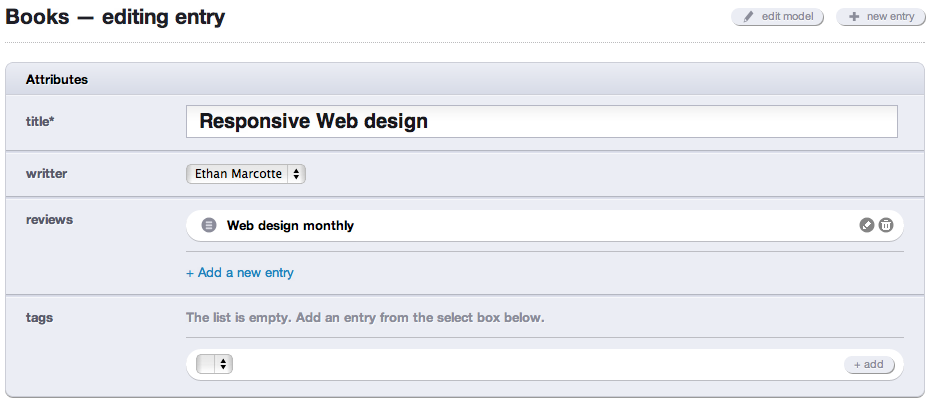 Books — editing entry
edit model
new entry
Attributes
title*
Responsive Web design
writter
Ethan Marcotte
reviews
Web design monthly
+ Add a new entry
tags
The list is empty. Add an entry from the select box below.
+ add